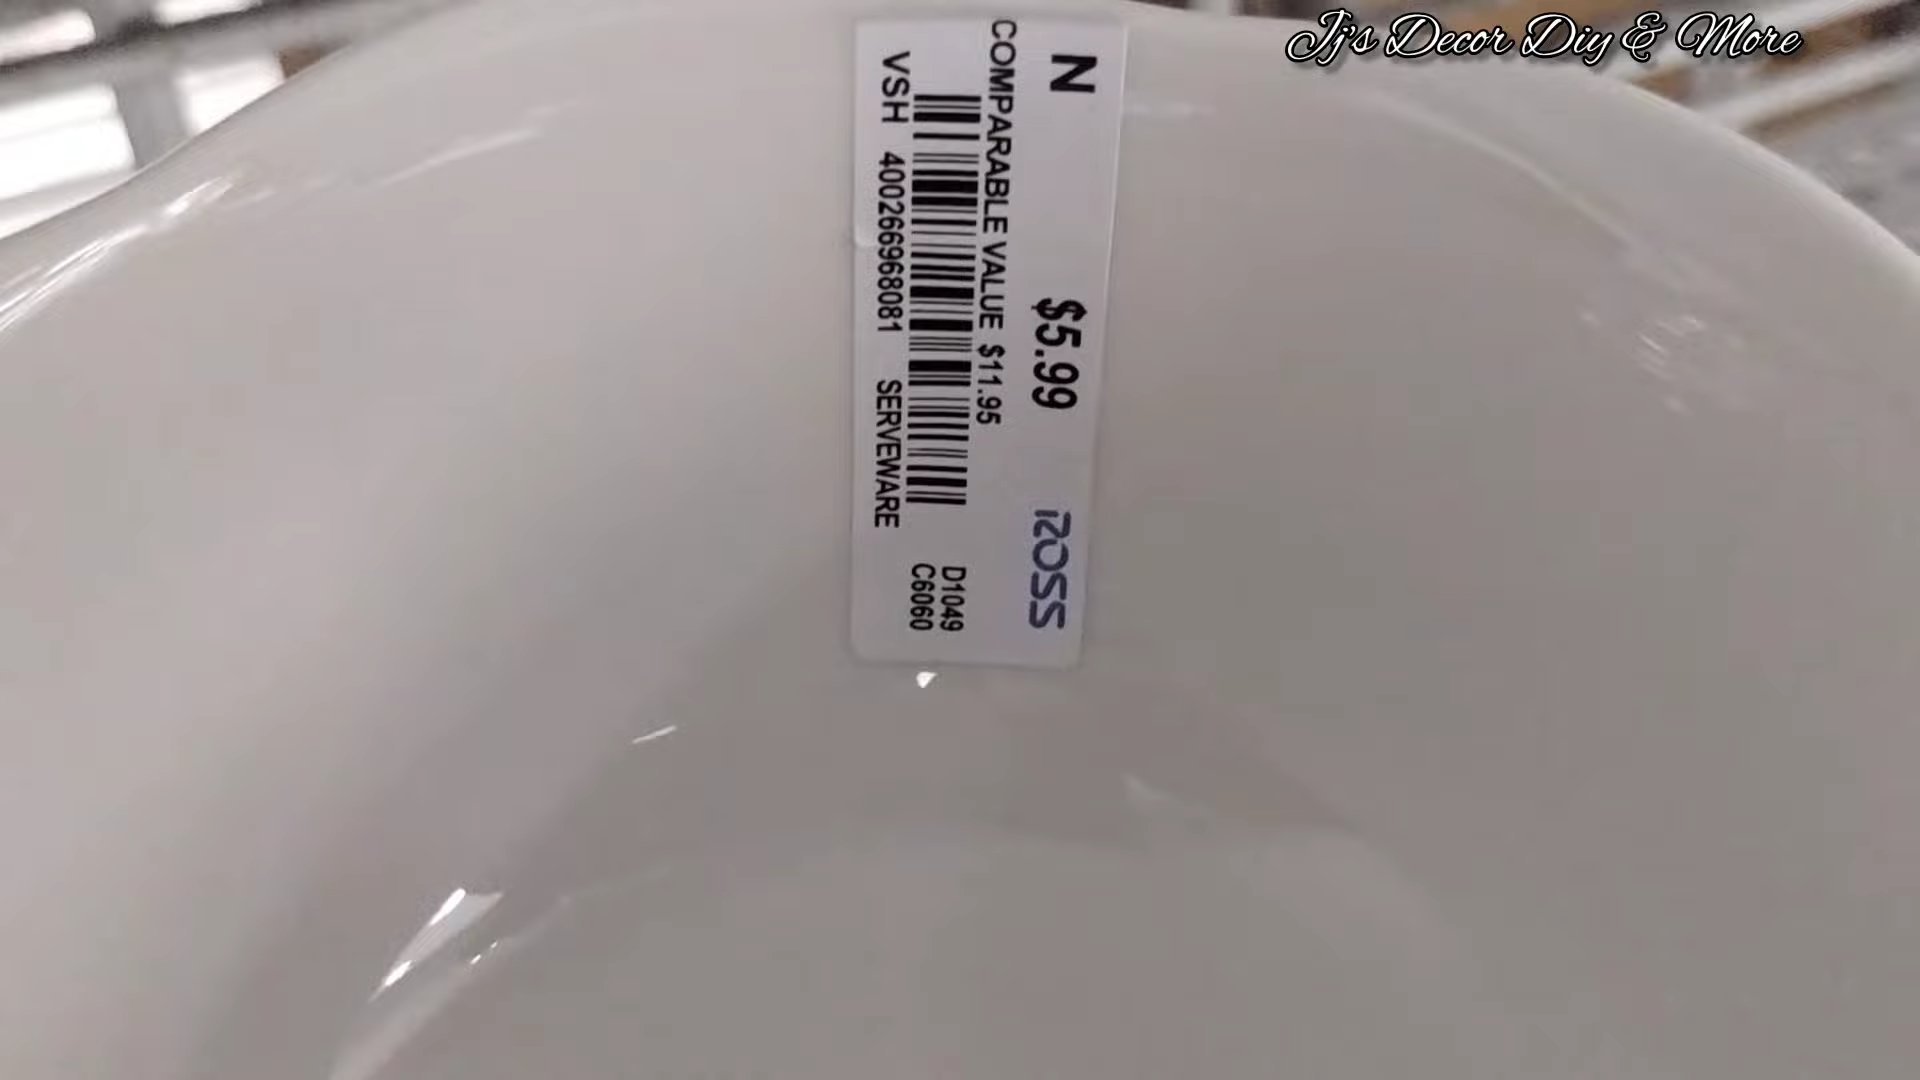 Jj's Decor Diy & More
N $5.99 ROSS
COMPARABLE VALUE $11.95
D1049
C6060
VSH 400266968081 SERVEWARE